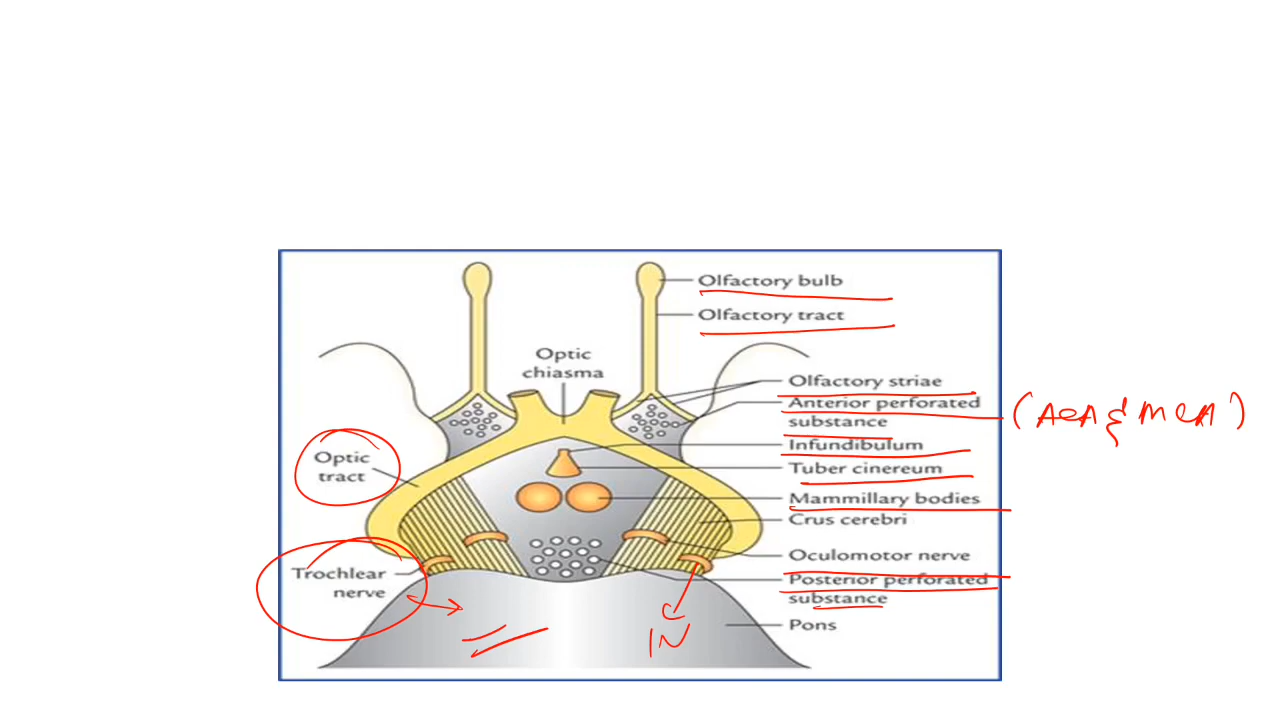 Olfactory bulb
Olfactory tract
Optic
chiasma
Olfactory striae
Anterior perforated
substance
(ACA & MCA)
Infundibulum
Optic
tract
Tuber cinereum
Mammillary bodies
Crus cerebri
Oculomotor nerve
Trochlear
nerve
Posterior perforated
substance
Pons